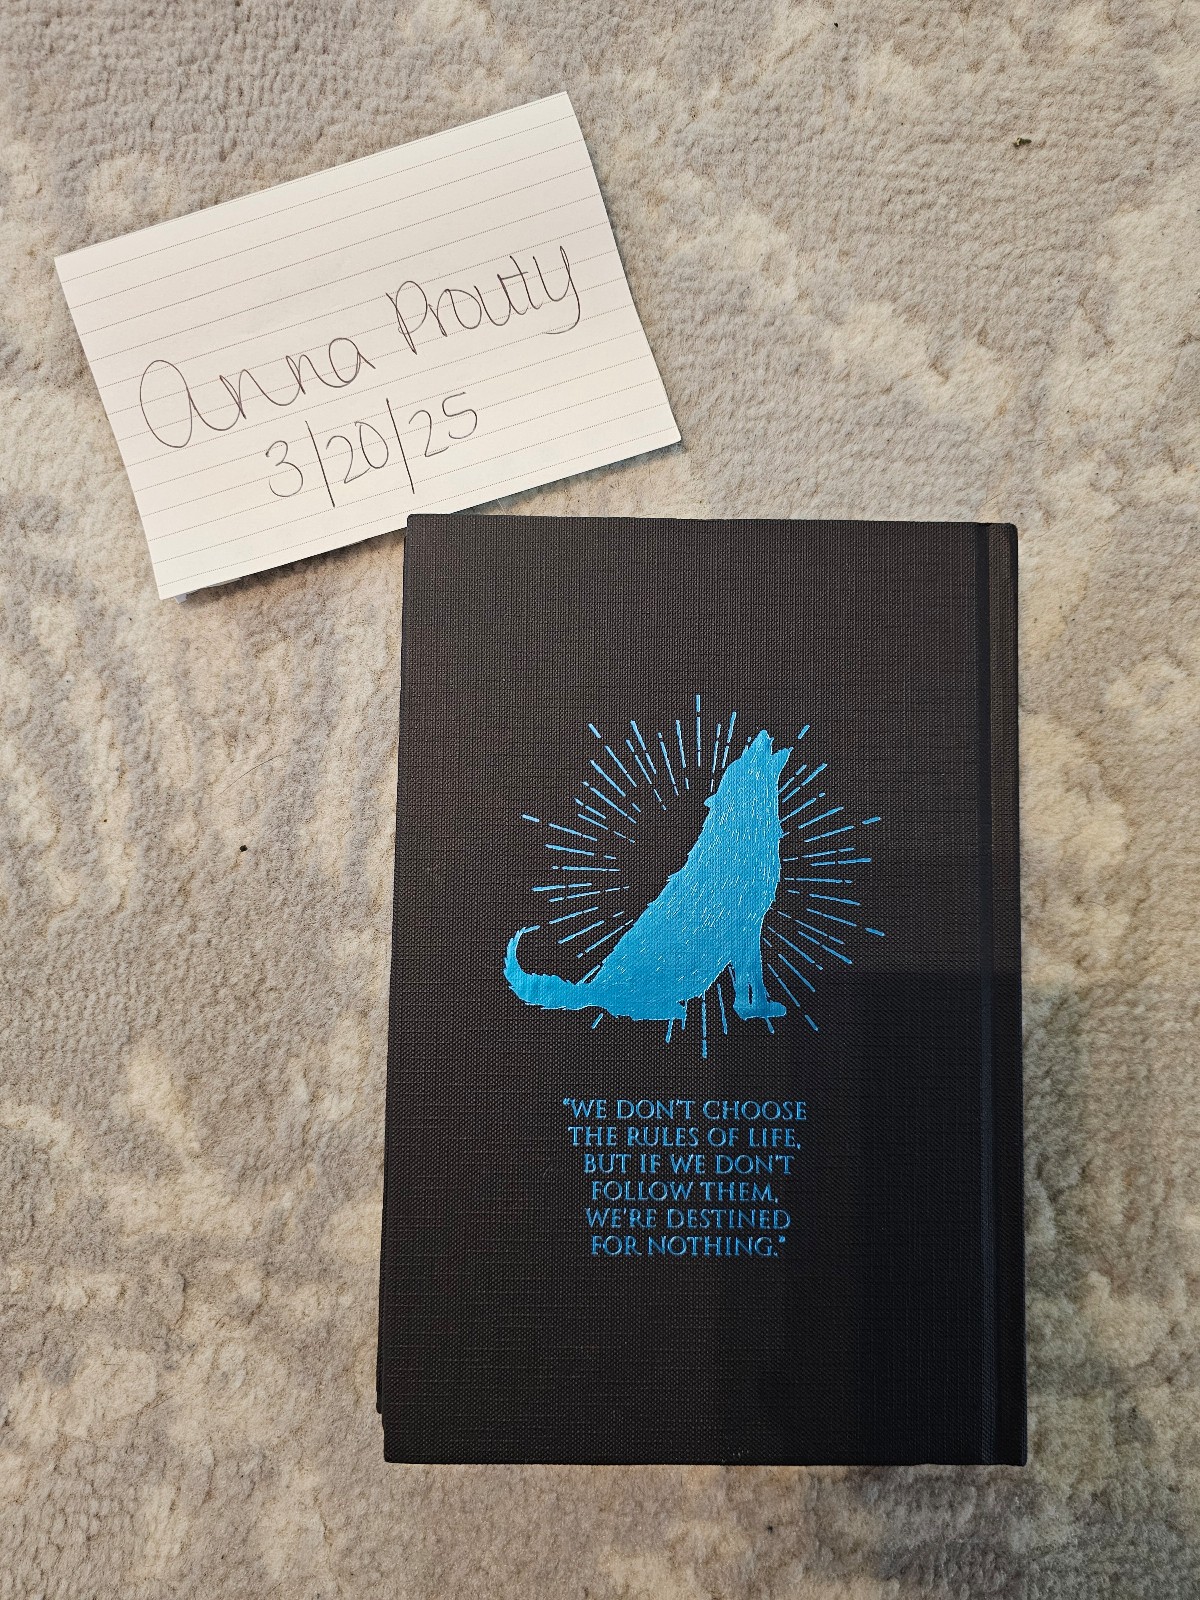 Anna Proutty
3/20/25
"WE DON'T CHOOSE
THE RULES OF LIFE,
BUT IF WE DON'T
FOLLOW THEM,
WE'RE DESTINED
FOR NOTHING."